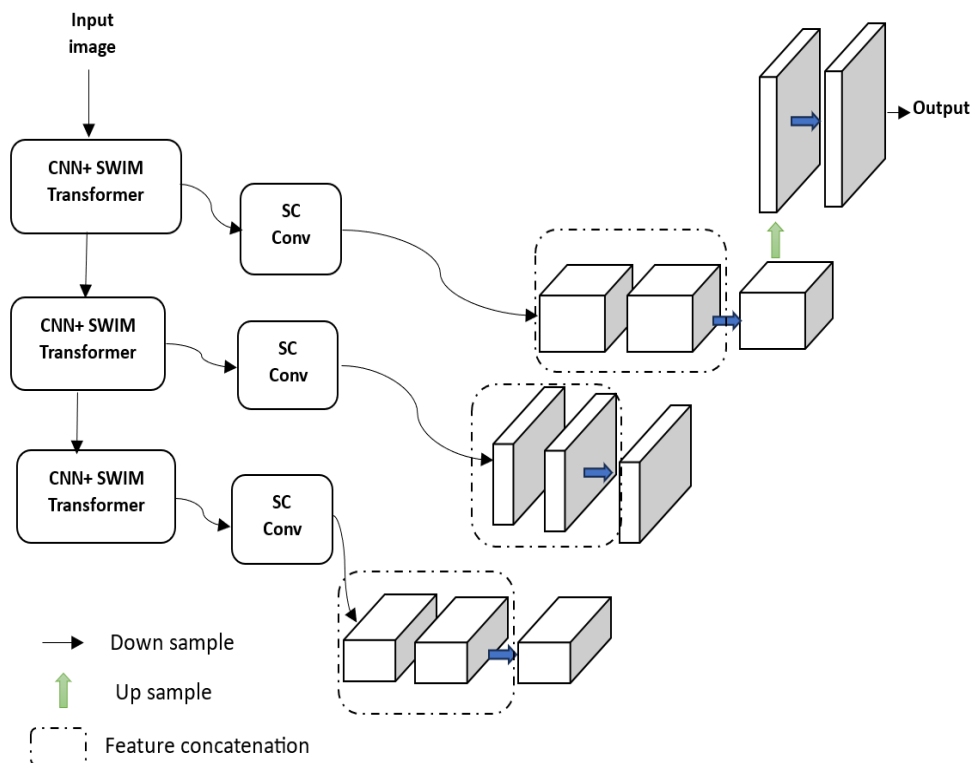 Input
image
CNN+ SWIM
Transformer
SC
Conv
Output
CNN+ SWIM
Transformer
SC
Conv
CNN+ SWIM
Transformer
SC
Conv
Down sample
Up sample
Feature concatenation